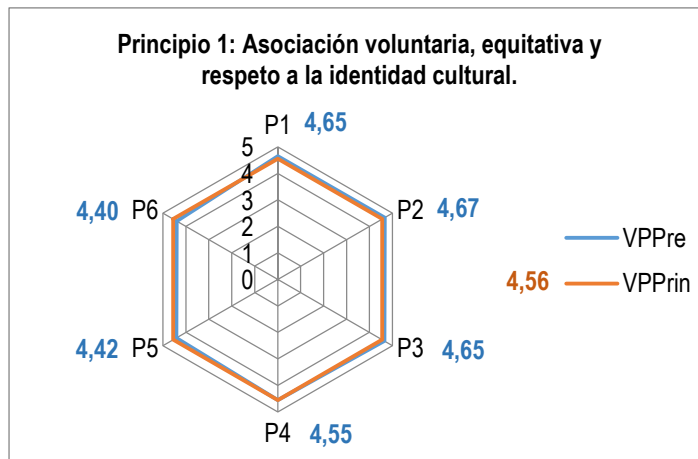 Principio 1: Asociación voluntaria, equitativa y
respeto a la identidad cultural.
P1 4,65
5
4
4,40 P6
P2 4,67
3
2
1
0
VPPre
4,56 VPPrin
4,42 P5
P3 4,65
P4
4,55